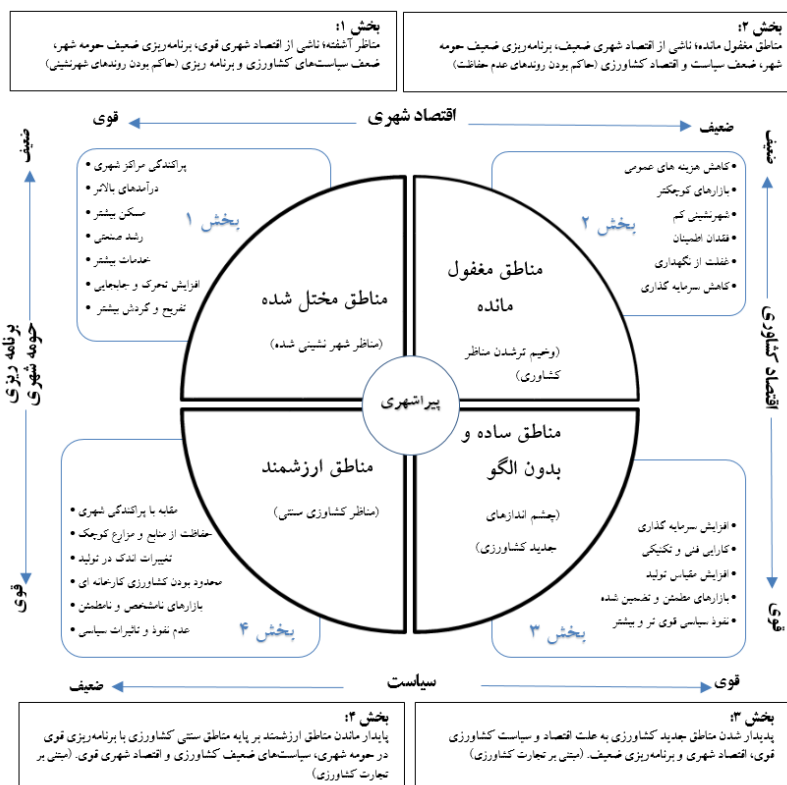 بخش ۱:
مناظر آشفته؛ ناشی از اقتصاد شهری قوی، برنامه‌ریزی ضعیف حومه شهر،
ضعف سیاست‌های کشاورزی و برنامه ریزی (حاکم بودن روندهای شهرنشینی)
بخش ۲:
مناطق مغفول مانده؛ ناشی از اقتصاد شهری ضعیف، برنامه‌ریزی ضعیف حومه
شهر، ضعف سیاست و اقتصاد کشاورزی (حاکم بودن روندهای عدم حفاظت)
قوی
اقتصاد شهری
ضعیف
ضعیف
برنامه ریزی
حومه شهری
قوی
ضعیف
اقتصاد کشاوری
قوی
• پراکندگی مراکز شهری
• درآمدهای بالاتر
• مسکن بیشتر
• رشد صنعتی
• خدمات بیشتر
• افزایش تحرک و جابجایی
• تفریح و گردش بیشتر
بخش ۱
• کاهش هزینه های عمومی
• بازارهای کوچکتر
• شهرنشینی کم
• فقدان اطمینان
• غفلت از نگهداری
• کاهش سرمایه گذاری
بخش ۲
مناطق مختل شده
(مناظر شهر نشینی شده)
مناطق مغفول
مانده
(وخیم ترشدن مناظر
کشاوری)
پیراشهری
مناطق ارزشمند
(مناظر کشاوزی سنتی)
مناطق ساده و
بدون الگو
(چشم اندازهای
جدید کشاورزی)
• مقابه با پراکندگی شهری
• حفاظت از منابع و مزارع کوچک
• تغییرات اندک در تولید
• محدود بودن کشاورزی کارخانه ای
• بازارهای نامشخص و نامطمئن
• عدم نفوذ و تاثیرات سیاسی
بخش ۴
• افزایش سرمایه گذاری
• کارایی فنی و تکنیکی
• افزایش مقیاس تولید
• بازارهای مطمئن و تضمین شده
• نفوذ سیاسی قوی تر و بیشتر
بخش ۳
ضعیف
سیاست
قوی
بخش ۴:
پایدار ماندن مناطق ارزشمند بر پایه مناطق سنتی کشاورزی با برنامه‌ریزی قوی
در حومه شهری، سیاست‌های ضعیف کشاورزی و اقتصاد شهری قوی. (مبتنی بر
تجارت کشاورزی)
بخش ۳:
پدیدار شدن مناطق جدید کشاورزی به علت اقتصاد و سیاست کشاورزی
قوی، اقتصاد شهری و برنامه‌ریزی ضعیف. (مبتنی بر تجارت کشاورزی)